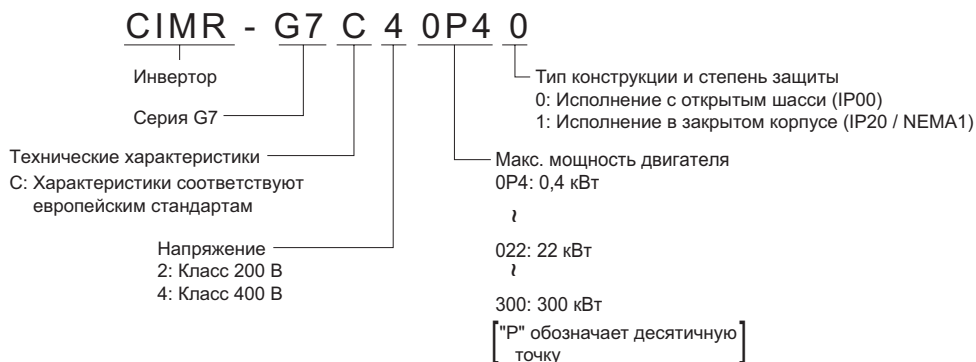 CIMR - G7 C 4 0P4 0
Инвертор
Серия G7
Технические характеристики
C: Характеристики соответствуют
европейским стандартам
Напряжение
2: Класс 200 В
4: Класс 400 В
Тип конструкции и степень защиты
0: Исполнение с открытым шасси (IP00)
1: Исполнение в закрытом корпусе (IP20 / NEMA1)
Макс. мощность двигателя
0P4: 0,4 кВт
~
022: 22 кВт
~
300: 300 кВт
["P" обозначает десятичную
точку]